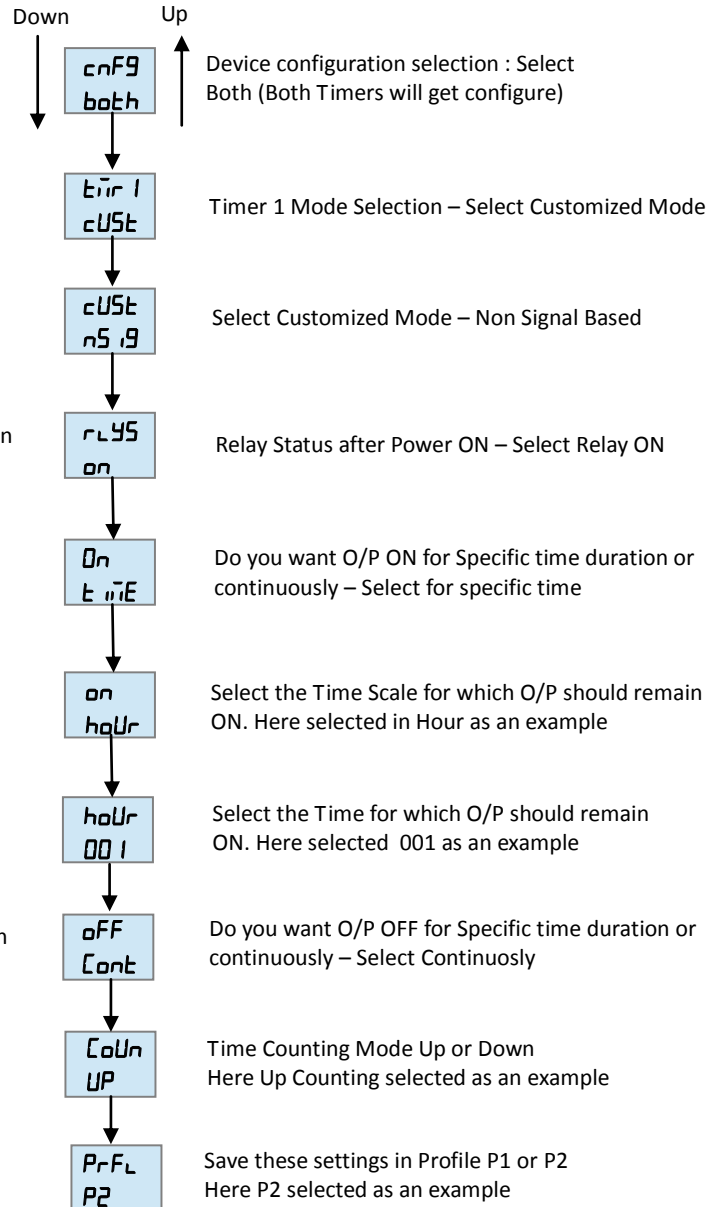 Down
Up
cnFg
both
Device configuration selection : Select
Both (Both Timers will get configure)
tmr 1
cUSt
Timer 1 Mode Selection – Select Customized Mode
cUSt
nSig
Select Customized Mode – Non Signal Based
n
rLYS
on
Relay Status after Power ON – Select Relay ON
On
timE
Do you want O/P ON for Specific time duration or
continuously – Select for specific time
on
hoUr
Select the Time Scale for which O/P should remain
ON. Here selected in Hour as an example
hoUr
001
Select the Time for which O/P should remain
ON. Here selected 001 as an example
oFF
Cont
Do you want O/P OFF for Specific time duration or
continuously – Select Continuosly
CoUn
UP
Time Counting Mode Up or Down
Here Up Counting selected as an example
PrFL
P2
Save these settings in Profile P1 or P2
Here P2 selected as an example